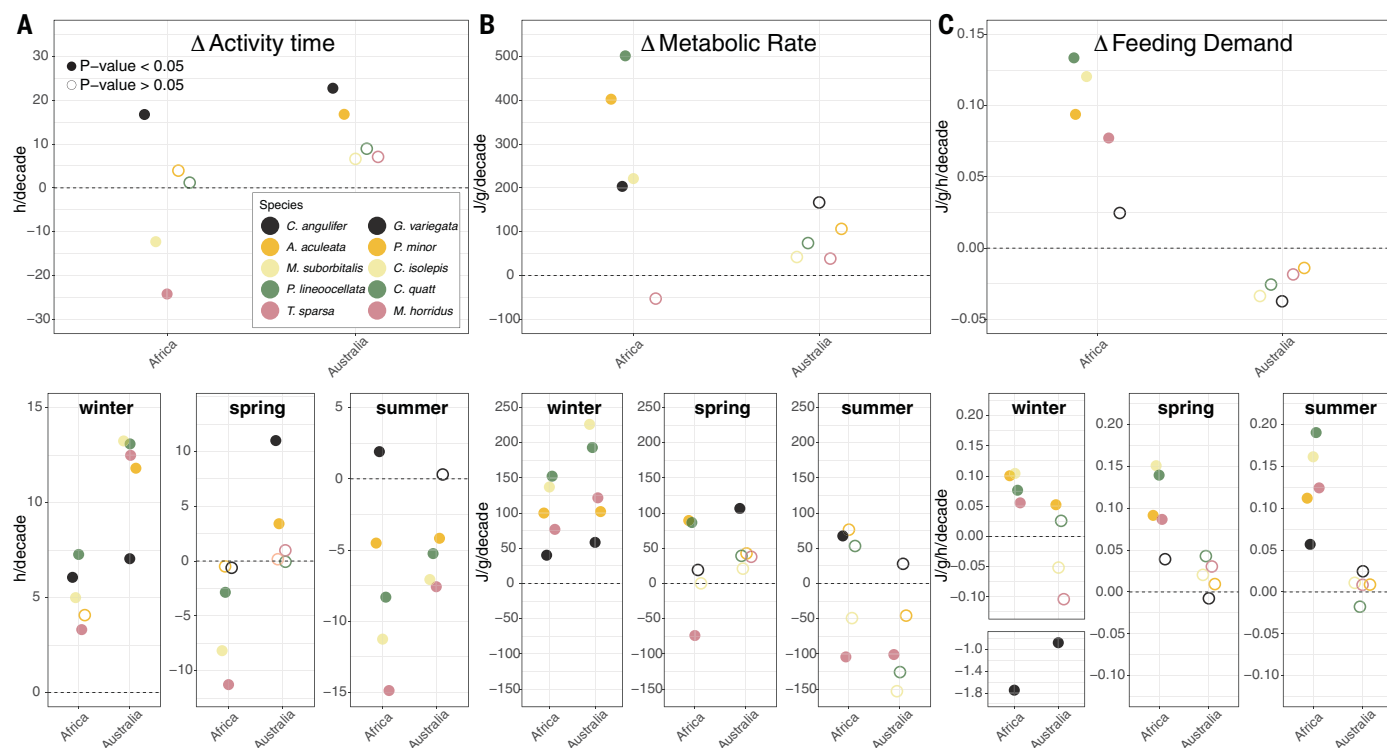 A
Δ Activity time
h/decade
30
20
10
0
−10
−20
−30
P−value < 0.05
P−value > 0.05
Species
C. angulifer
G. variegata
A. aculeata
P. minor
M. suborbitalis
C. isolepis
P. lineoocellata
C. quatt
T. sparsa
M. horridus
Africa
Australia
B
Δ Metabolic Rate
J/g/decade
500
400
300
200
100
0
−100
Africa
Australia
C
Δ Feeding Demand
J/g/h/decade
0.15
0.10
0.05
0.00
−0.05
Africa
Australia
winter
h/decade
15
10
5
0
Africa
Australia
spring
10
5
0
−5
−10
Africa
Australia
summer
5
0
−5
−10
−15
Africa
Australia
winter
J/g/decade
250
200
150
100
50
0
−50
−100
−150
Africa
Australia
spring
250
200
150
100
50
0
−50
−100
−150
Africa
Australia
summer
250
200
150
100
50
0
−50
−100
−150
Africa
Australia
winter
J/g/h/decade
0.20
0.15
0.10
0.05
0.00
−0.05
−0.10
−1.0
−1.4
−1.8
Africa
Australia
spring
0.20
0.15
0.10
0.05
0.00
−0.05
−0.10
Africa
Australia
summer
0.20
0.15
0.10
0.05
0.00
−0.05
−0.10
Africa
Australia